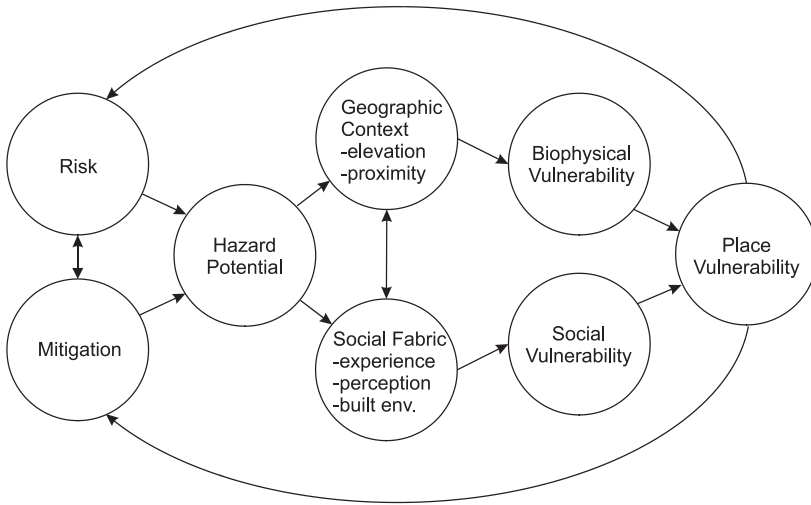 Risk
Mitigation
Hazard
Potential
Geographic
Context
-elevation
-proximity
Social Fabric
-experience
-perception
-built env.
Biophysical
Vulnerability
Social
Vulnerability
Place
Vulnerability